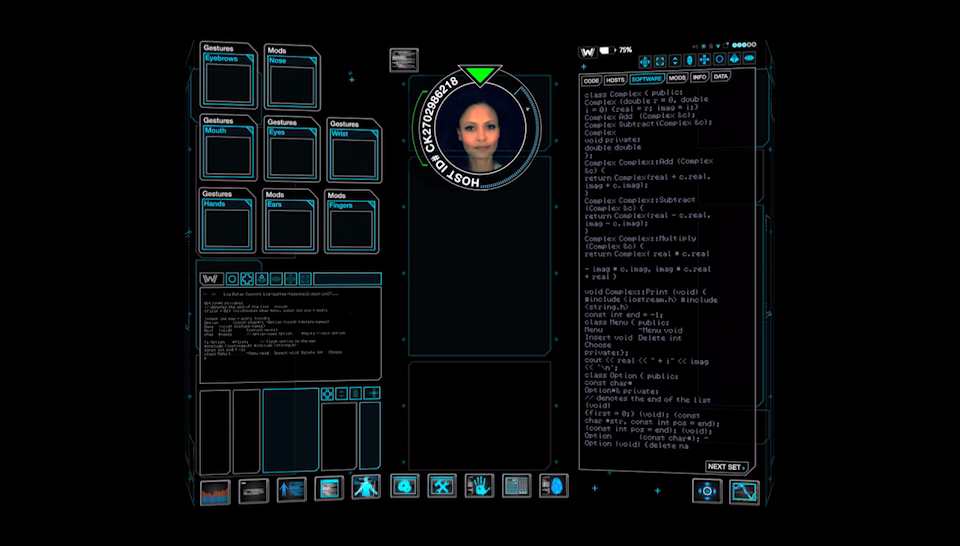 Gestures
Eyebrows
Mods
Nose
Gestures
Mouth
Gestures
Eyes
Gestures
Wrist
Gestures
Hands
Mods
Ears
Mods
Fingers
W
HOST ID# CK2702986218
W
75%
CODE
HOSTS
SOFTWARE
MODS
INFO
DATA
class Complex { public:
Complex (double r = 0, double
i = 0) {real = r; imag = i;}
Complex Add (Complex &c);
Complex Subtract(Complex &c);
Complex
void private:
double double
};
Complex Complex::Add (Complex
&c) {
return Complex(real + c.real,
imag + c.imag);
}
Complex Complex::Subtract
(Complex &c) {
return Complex(real - c.real,
imag - c.imag);
}
Complex Complex::Multiply
(Complex &c) {
return Complex( real * c.real
- imag * c.imag, imag * c.real
+ real )
void Complex::Print (void) {
#include <iostream.h> #include
<string.h>
const int end = -1;
class Menu { public:
Menu ~Menu void
Insert void Delete int
Choose
private:};
cout << real << " + i" << imag
<< '\n';
class Option { public:
const char*
Option*& private:
// denotes the end of the list
(void)
{first = 0;} (void); (const
char *str, const int pos = end);
(const int pos = end); (void);
Option (const char*); ~
Option (void) {delete na
NEXT SET